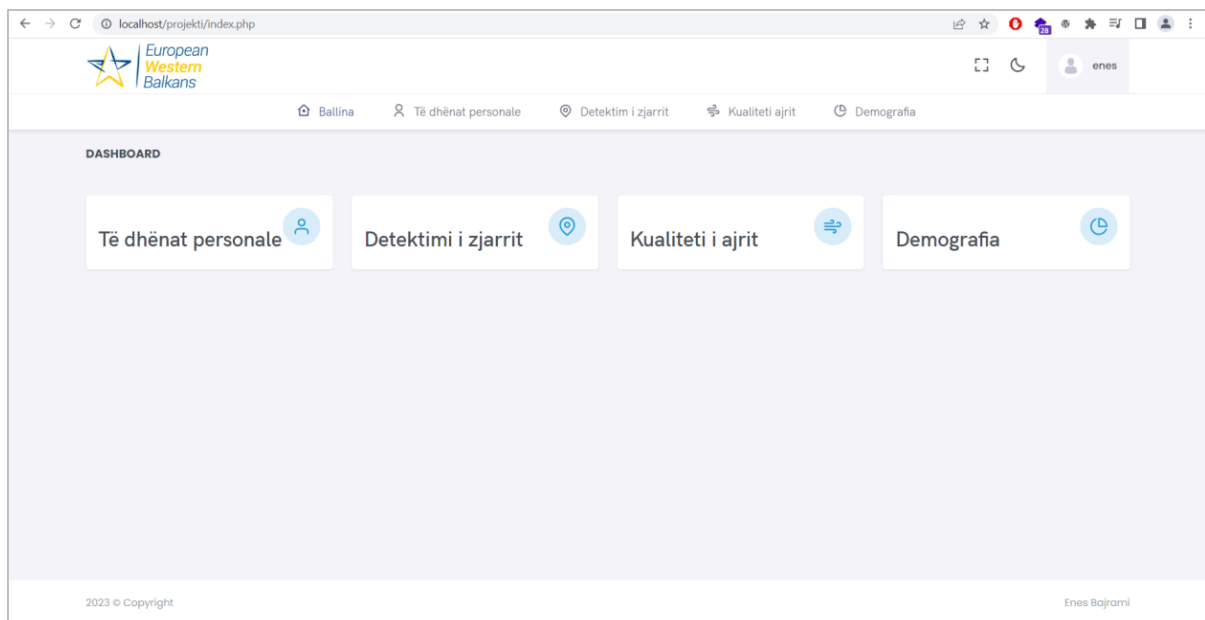 localhost/projekti/index.php
28
European
Western
Balkans
enes
Ballina Të dhënat personale Detektim i zjarrit Kualiteti ajrit Demografia
DASHBOARD
Të dhënat personale Detektimi i zjarrit Kualiteti i ajrit Demografia
2023 © Copyright Enes Bajrami